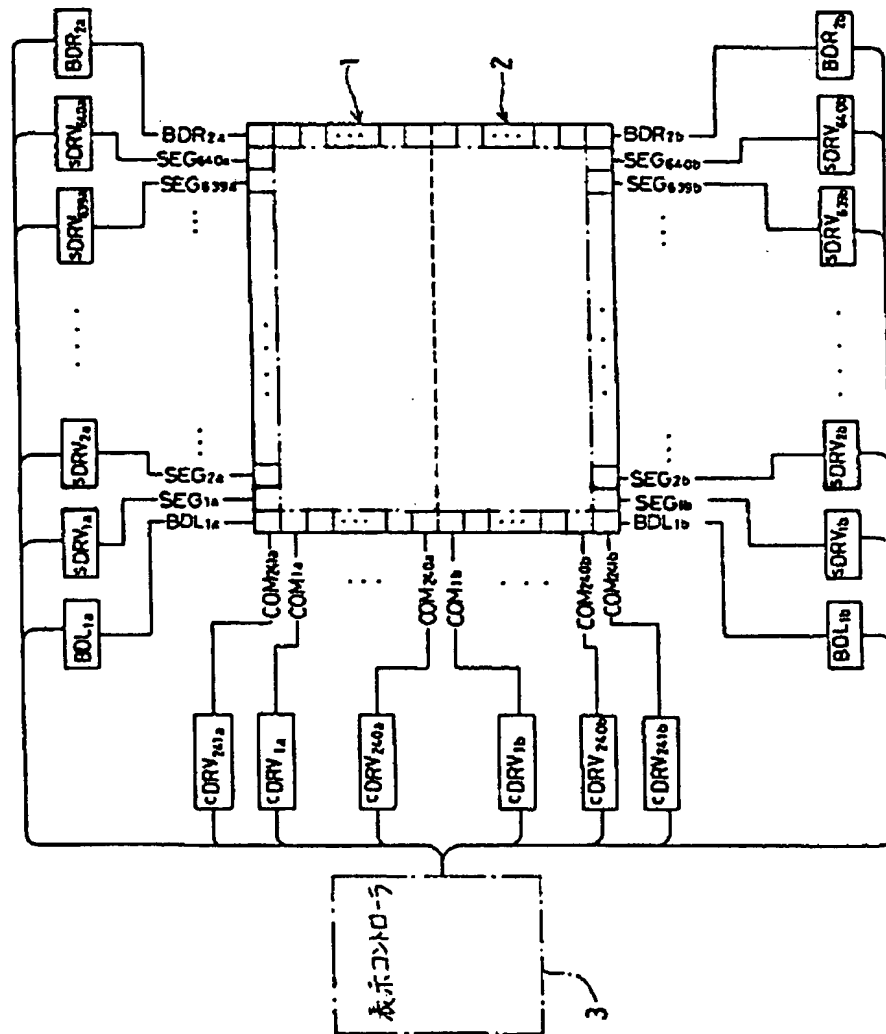 BDL1a
SDRV1a
SDRV2a
SDRV639a
SDRV640a
BDR2a
BDL1a
SEG1a
SEG2a
SEG639a
SEG640a
BDR2a
COM241a
COM1a
COM240a
COM1b
COM240b
COM241b
CDRV241a
CDRV1a
CDRV240a
CDRV1b
CDRV240b
CDRV241b
表示コントローラ
3
1
2
BDL1b
SEG1b
SEG2b
SEG639b
SEG640b
BDR2b
BDL1b
SDRV1b
SDRV2b
SDRV639b
SDRV640b
BDR2b